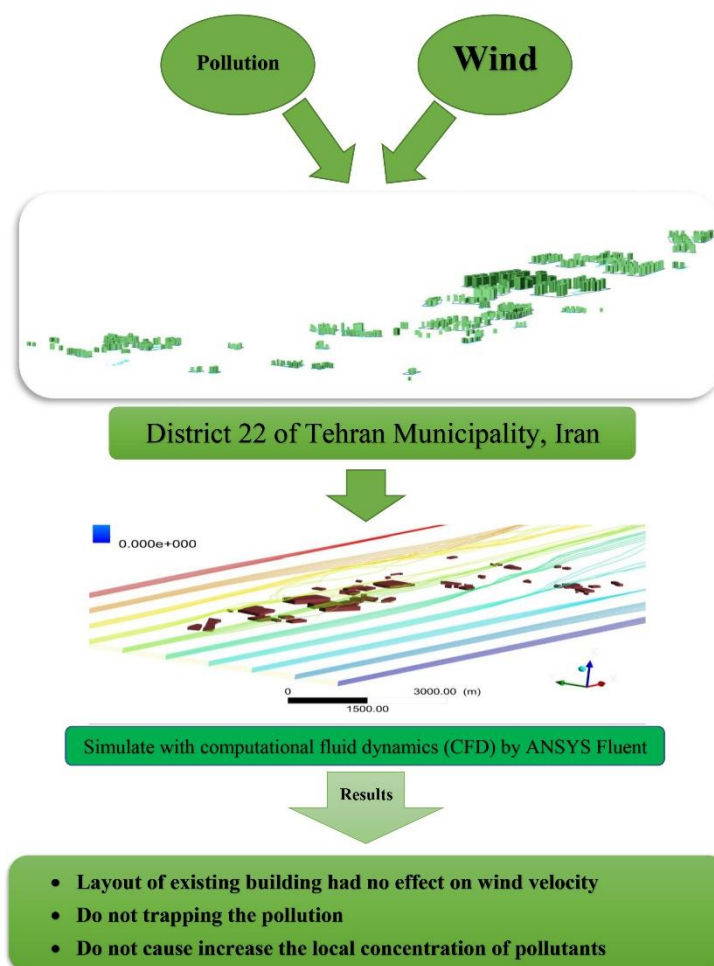 Pollution
Wind
District 22 of Tehran Municipality, Iran
0.000e+000
0 3000.00 (m)
1500.00
Simulate with computational fluid dynamics (CFD) by ANSYS Fluent
Results
• Layout of existing building had no effect on wind velocity
• Do not trapping the pollution
• Do not cause increase the local concentration of pollutants